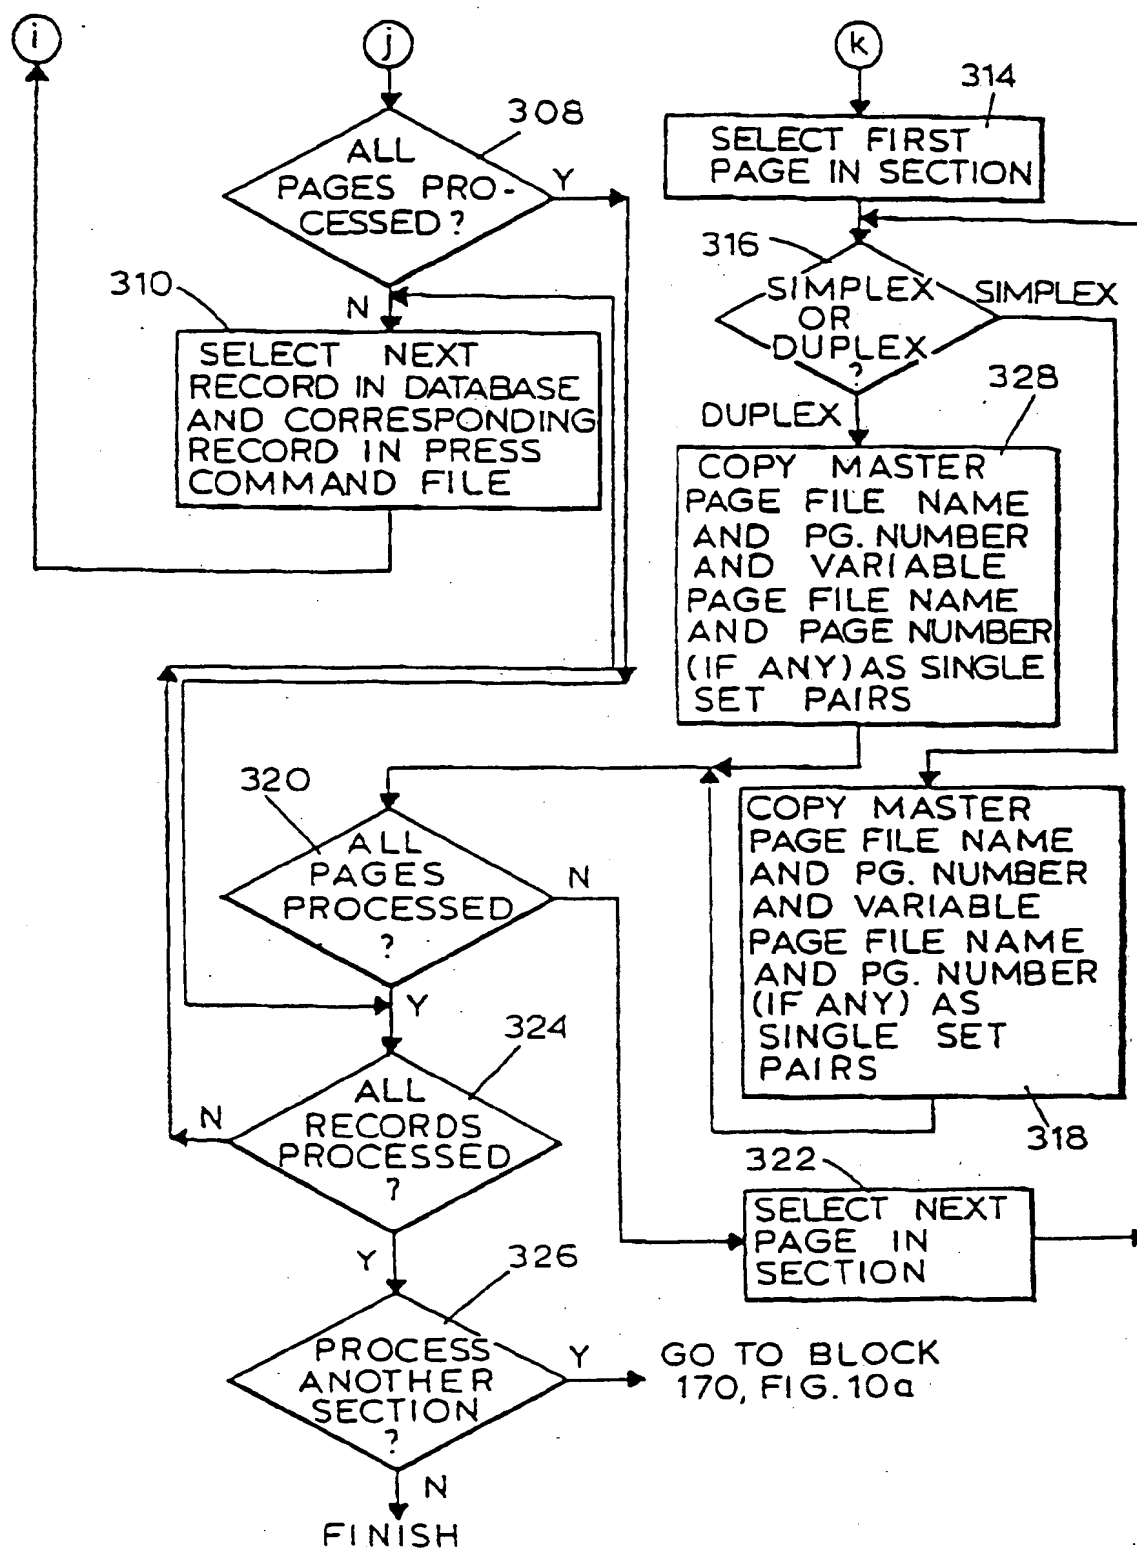 i
j
308
ALL
PAGES PRO-
CESSED?
Y
N
310
SELECT NEXT
RECORD IN DATABASE
AND CORRESPONDING
RECORD IN PRESS
COMMAND FILE
k
314
SELECT FIRST
PAGE IN SECTION
316
SIMPLEX
OR
DUPLEX
?
SIMPLEX
DUPLEX
328
COPY MASTER
PAGE FILE NAME
AND PG. NUMBER
AND VARIABLE
PAGE FILE NAME
AND PAGE NUMBER
(IF ANY) AS SINGLE
SET PAIRS
320
ALL
PAGES
PROCESSED
?
N
Y
COPY MASTER
PAGE FILE NAME
AND PG. NUMBER
AND VARIABLE
PAGE FILE NAME
AND PG. NUMBER
(IF ANY) AS
SINGLE SET
PAIRS
318
324
ALL
RECORDS
PROCESSED
?
N
Y
322
SELECT NEXT
PAGE IN
SECTION
326
PROCESS
ANOTHER
SECTION
?
Y
GO TO BLOCK
170, FIG. 10a
N
FINISH